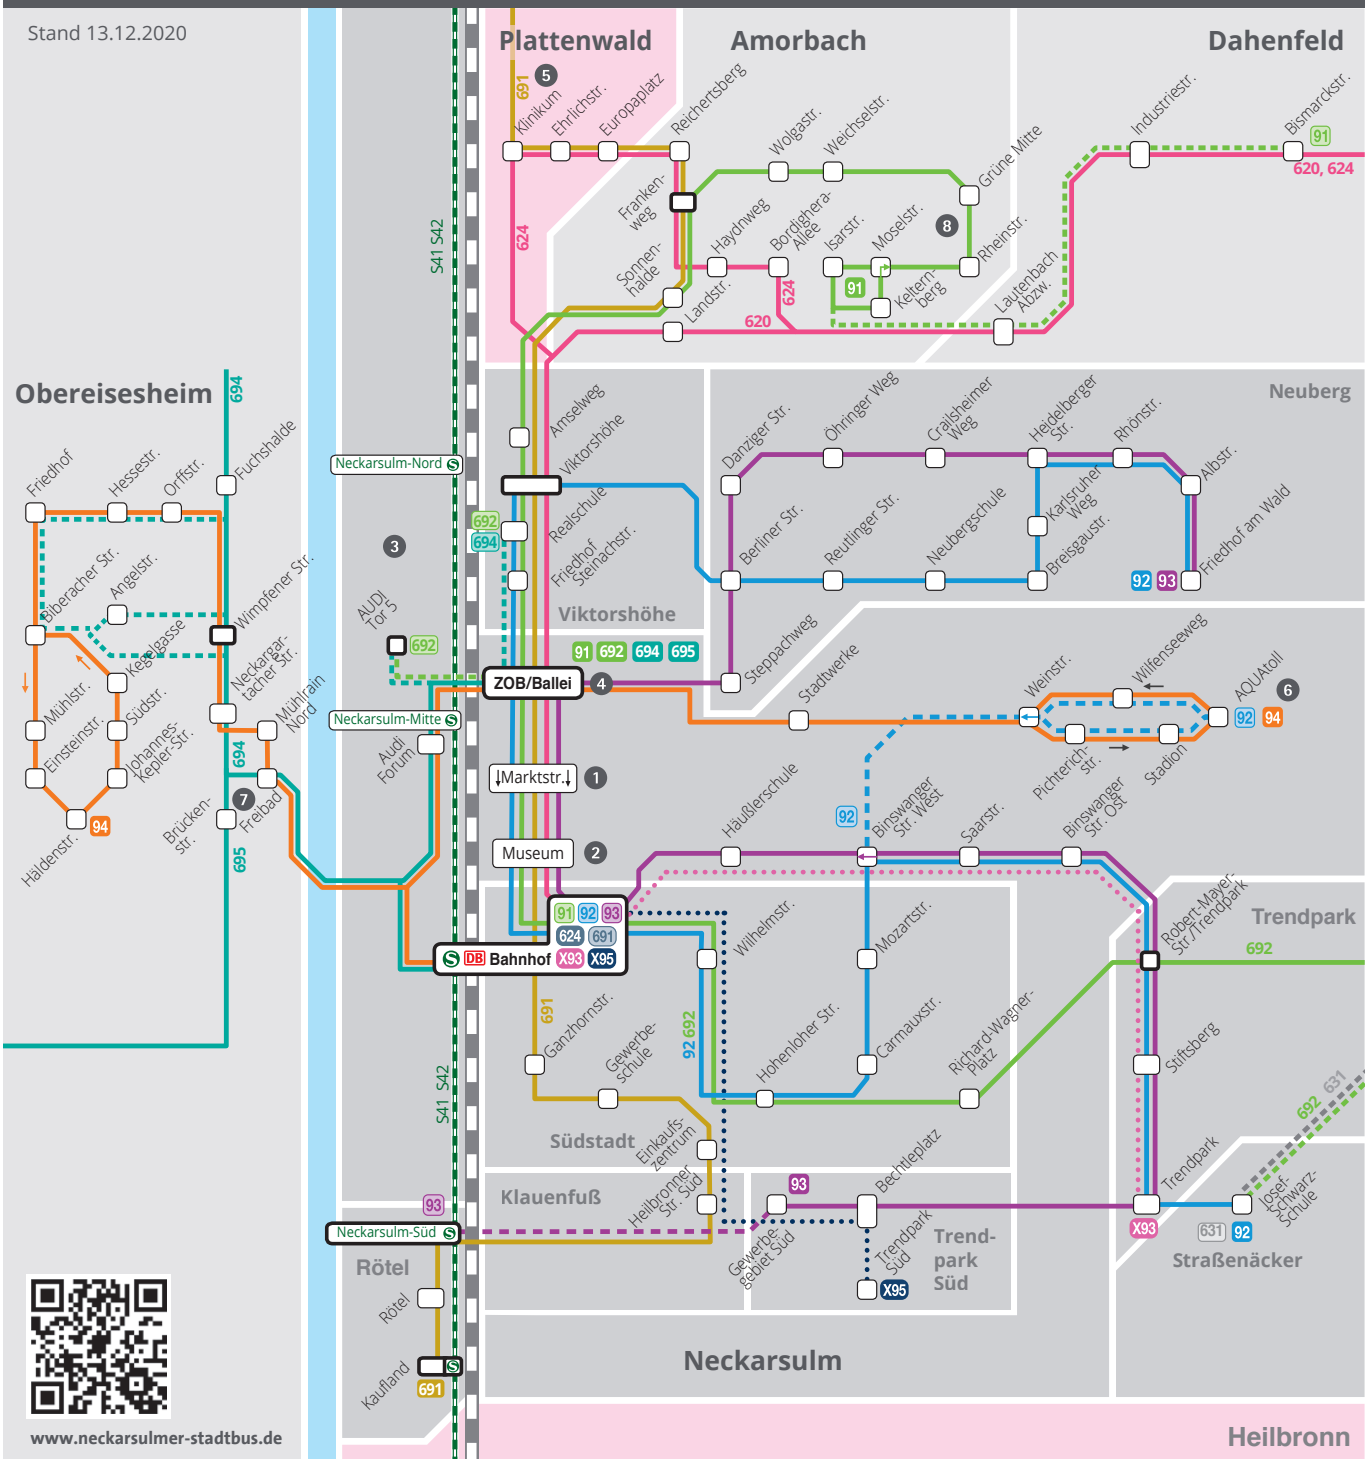 Stand 13.12.2020
Plattenwald
Amorbach
Dahenfeld
691
5
Klinikum
Ehrlichstr.
Europaplatz
Reichertsberg
Wolgastr.
Weichselstr.
Grüne Mitte
Industriestr.
Bismarckstr.
91
620, 624
Franken-
weg
Haydnweg
Bordighera-
Allee
Isarstr.
Moselstr.
8
Rheinstr.
S41 S42
624
Sonnen-
halde
Landstr.
624
91
Keltern-
berg
Lautenbach
Abzw.
620
Obereisesheim
694
Neuberg
Amselweg
Danziger Str.
Öhringer Weg
Crailsheimer
Weg
Heidelberger
Str.
Rhönstr.
Albstr.
Neckarsulm-Nord S
Viktorshöhe
Friedhof
Hessestr.
Orffstr.
Fuchshalde
692
694
Realschule
Karlsruher
Weg
3
Friedhof
Steinachstr.
Berliner Str.
Reutlinger Str.
Neubergschule
Breisgaustr.
92 93
Friedhof am Wald
Biberacher Str.
Angelstr.
Wimpfener Str.
AUDI
Tor 5
692
Viktorshöhe
91 692 694 695
Kegelgasse
Neckargar-
tacher Str.
ZOB/Ballei
4
Steppachweg
Stadtwerke
Weinstr.
Wilfenseeweg
AQUAtoll
6
92 94
Mühlstr.
Südstr.
Mühlrain
Nord
Neckarsulm-Mitte S
Audi
Forum
Pichterich-
str.
Stadion
Einsteinstr.
Johannes-
Kepler-Str.
694
Freibad
Marktstr.
1
Häldenstr.
94
Brücken-
str.
7
695
92
Häußlerschule
Binswanger
Str. West
Saarstr.
Binswanger
Str. Ost
Museum
2
91 92 93
624 691
S DB Bahnhof X93 X95
Wilhelmstr.
Mozartstr.
Robert-Mayer-
Str./Trendpark
Trendpark
692
691
Ganzhornstr.
Gewerbe-
schule
92 692
Hohenloher Str.
Carmauxstr.
Richard-Wagner-
Platz
Stiftsberg
S41 S42
692
631
Südstadt
Einkaufs-
zentrum
Klauenfuß
Heilbronner
Str. Süd
93
93
Bechtleplatz
Trendpark
Josef-
Schwarz-
Schule
Neckarsulm-Süd S
Gewerbe-
gebiet Süd
Trendpark
Süd
Trend-
park
Süd
X93
631 92
Straßenäcker
Rötel
Rötel
X95
Kaufland
S
691
Neckarsulm
www.neckarsulmer-stadtbus.de
Heilbronn